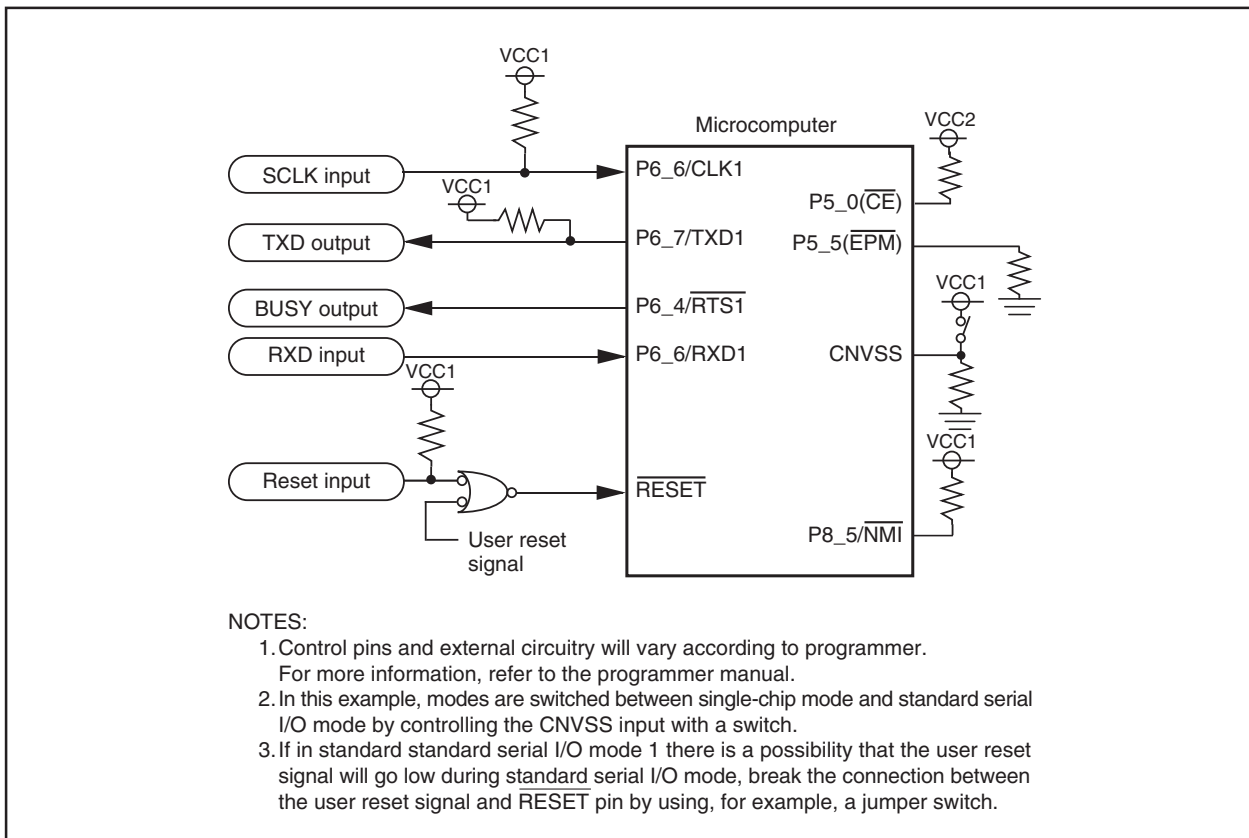 VCC1
Microcomputer
VCC2
SCLK input
P6_6/CLK1
VCC1
P5_0(CE)
TXD output
P6_7/TXD1
P5_5(EPM)
VCC1
BUSY output
P6_4/RTS1
RXD input
P6_6/RXD1
CNVSS
VCC1
VCC1
Reset input
RESET
User reset
signal
P8_5/NMI
NOTES:
1. Control pins and external circuitry will vary according to programmer.
For more information, refer to the programmer manual.
2. In this example, modes are switched between single-chip mode and standard serial
I/O mode by controlling the CNVSS input with a switch.
3. If in standard standard serial I/O mode 1 there is a possibility that the user reset
signal will go low during standard serial I/O mode, break the connection between
the user reset signal and RESET pin by using, for example, a jumper switch.